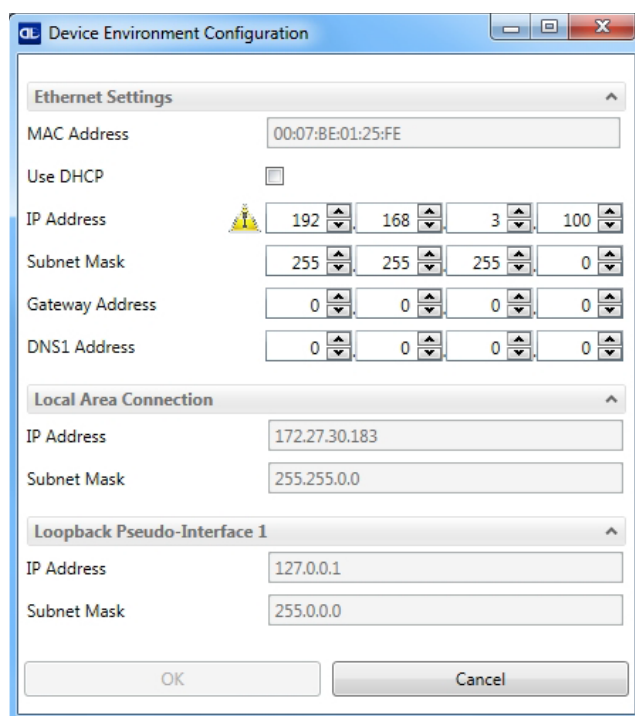 Device Environment Configuration
Ethernet Settings
MAC Address 00:07:BE:01:25:FE
Use DHCP
IP Address 192 . 168 . 3 . 100
Subnet Mask 255 . 255 . 255 . 0
Gateway Address 0 . 0 . 0 . 0
DNS1 Address 0 . 0 . 0 . 0
Local Area Connection
IP Address 172.27.30.183
Subnet Mask 255.255.0.0
Loopback Pseudo-Interface 1
IP Address 127.0.0.1
Subnet Mask 255.0.0.0
OK Cancel